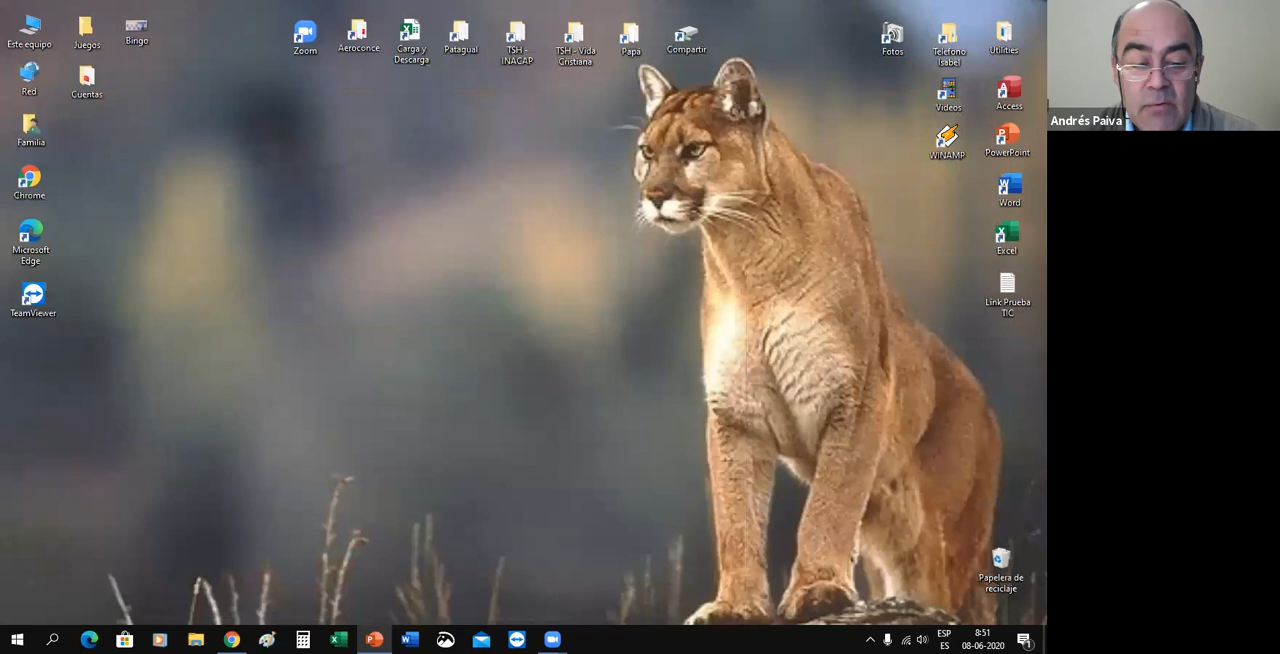 Este equipo
Juegos
Bingo
Zoom
Aeroconce
Carga y
Descarga
Patagual
TSH -
INACAP
TSH - Vida
Cristiana
Papá
Compartir
Fotos
Telefono
Isabel
Utilities
Red
Cuentas
Videos
Access
Familia
WINAMP
PowerPoint
Chrome
Word
Microsoft
Edge
Excel
TeamViewer
Link Prueba
TIC
Papelera de
reciclaje
Andrés Paiva
ESP
ES
8:51
08-06-2020
1